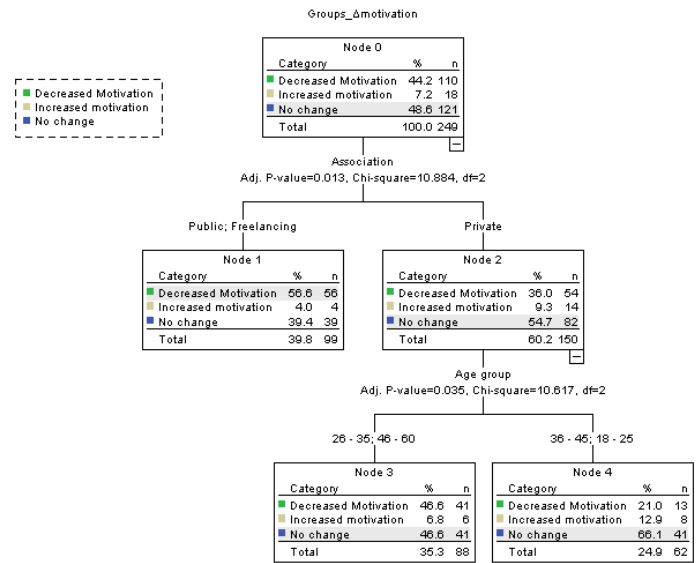 Groups_Δmotivation
Decreased Motivation
Increased motivation
No change
Node 0
Category % n
Decreased Motivation 44.2 110
Increased motivation 7.2 18
No change 48.6 121
Total 100.0 249
Association
Adj. P-value=0.013, Chi-square=10.884, df=2
Public; Freelancing
Private
Node 1
Category % n
Decreased Motivation 56.6 56
Increased motivation 4.0 4
No change 39.4 39
Total 39.8 99
Node 2
Category % n
Decreased Motivation 36.0 54
Increased motivation 9.3 14
No change 54.7 82
Total 60.2 150
Age group
Adj. P-value=0.035, Chi-square=10.617, df=2
26 - 35; 46 - 60
36 - 45; 18 - 25
Node 3
Category % n
Decreased Motivation 46.6 41
Increased motivation 6.8 6
No change 46.6 41
Total 35.3 88
Node 4
Category % n
Decreased Motivation 21.0 13
Increased motivation 12.9 8
No change 66.1 41
Total 24.9 62